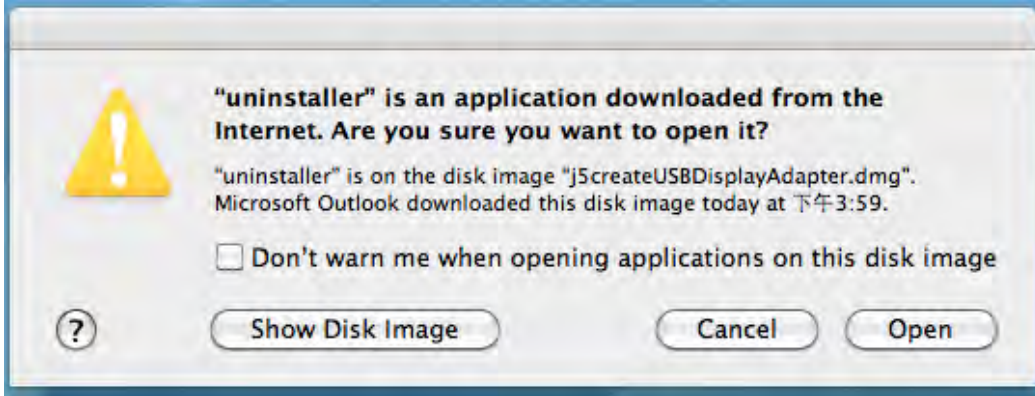 “uninstaller” is an application downloaded from the
Internet. Are you sure you want to open it?
“uninstaller” is on the disk image “j5createUSBDisplayAdapter.dmg”.
Microsoft Outlook downloaded this disk image today at 下午3:59.
Don’t warn me when opening applications on this disk image
?
Show Disk Image
Cancel
Open